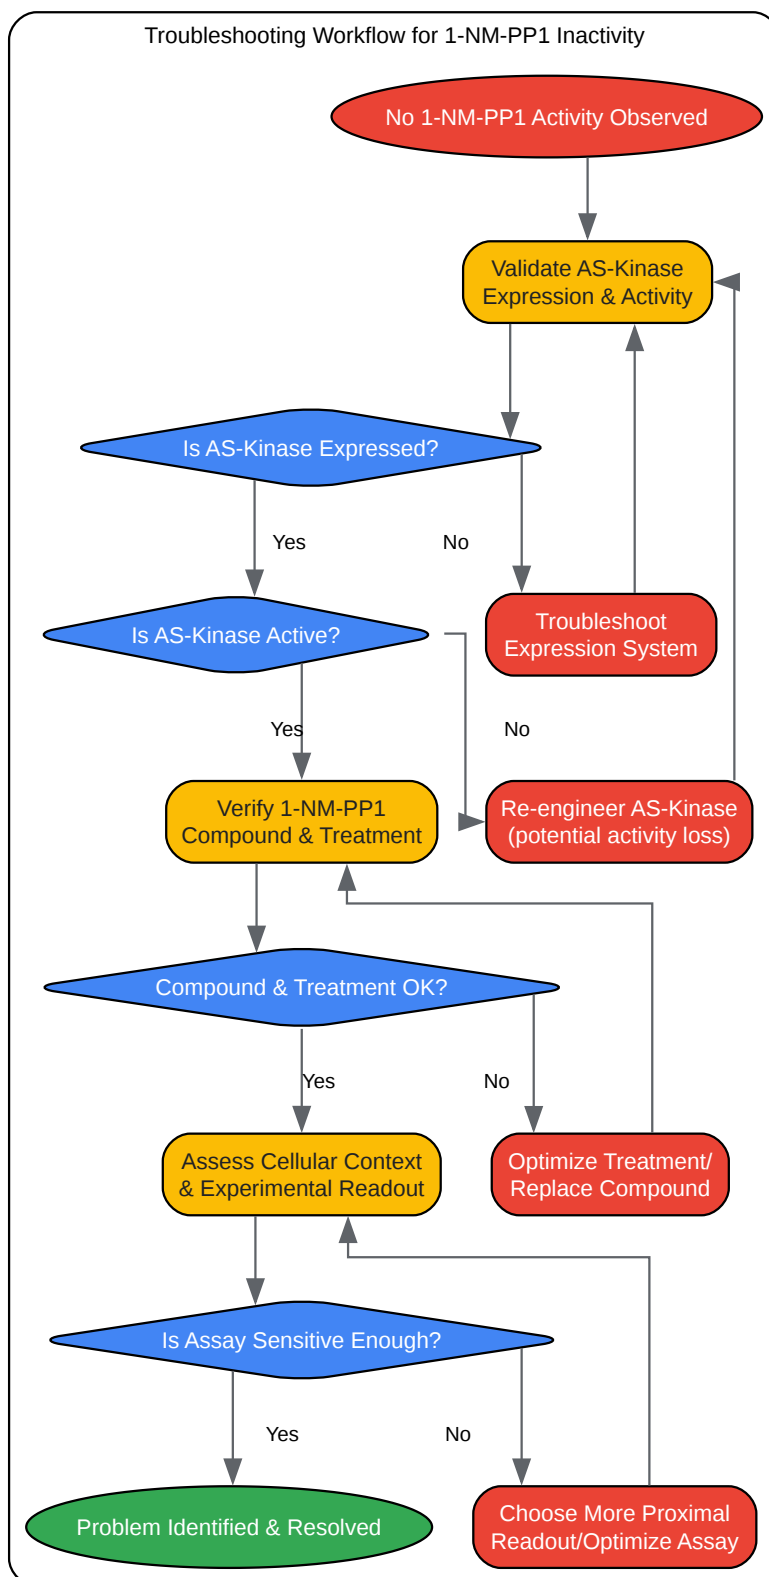 Troubleshooting Workflow for 1-NM-PP1 Inactivity
No 1-NM-PP1 Activity Observed
Validate AS-Kinase
Expression & Activity
Is AS-Kinase Expressed?
Yes
No
Is AS-Kinase Active?
Troubleshoot
Expression System
Yes
No
Verify 1-NM-PP1
Compound & Treatment
Re-engineer AS-Kinase
(potential activity loss)
Compound & Treatment OK?
Yes
No
Assess Cellular Context
& Experimental Readout
Optimize Treatment/
Replace Compound
Is Assay Sensitive Enough?
Yes
No
Problem Identified & Resolved
Choose More Proximal
Readout/Optimize Assay